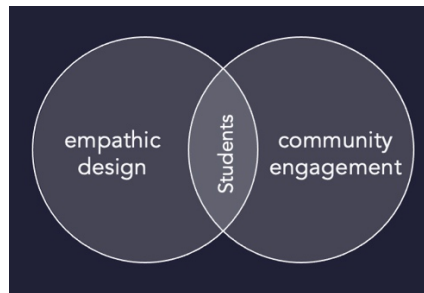 empathic
design
Students
community
engagement